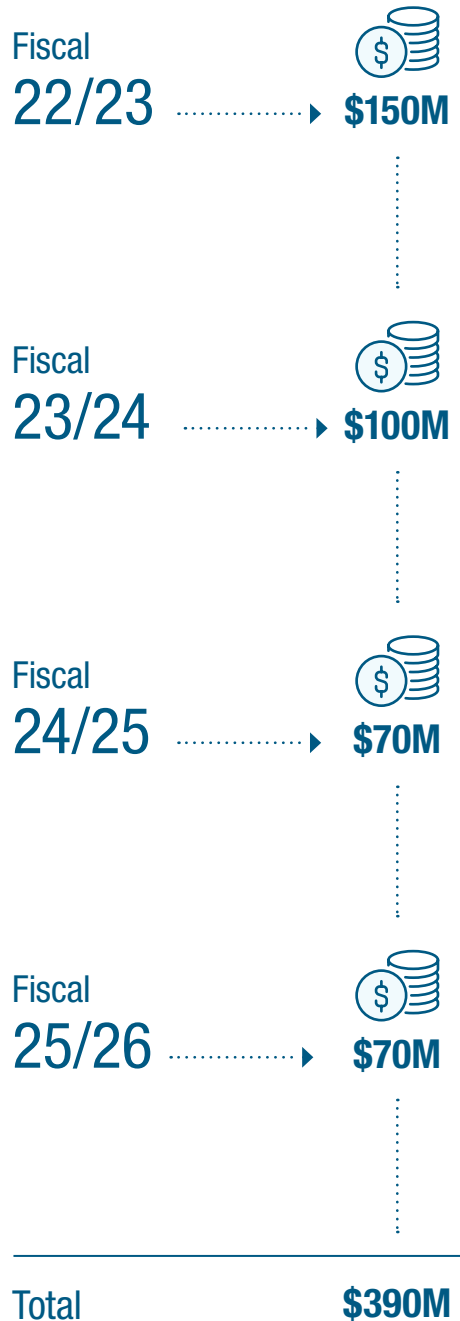 Fiscal
22/23 $150M
Fiscal
23/24 $100M
Fiscal
24/25 $70M
Fiscal
25/26 $70M
Total $390M